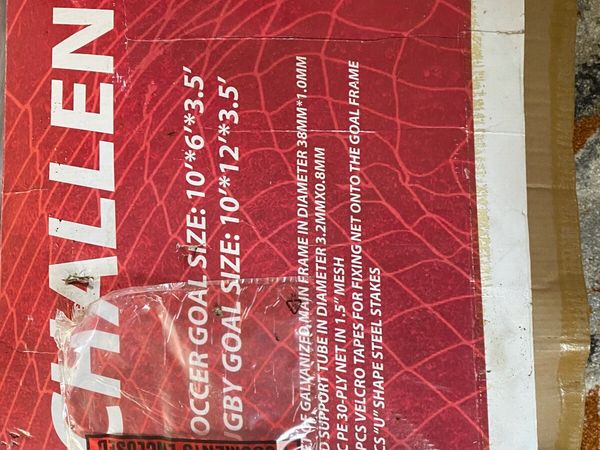 CHALLEN
OCCER GOAL SIZE: 10'*6'*3.5'
GBY GOAL SIZE: 10'*12'*3.5'
GALVANIZED MAIN FRAME IN DIAMETER 38MM*1.0MM
D SUPPORT TUBE IN DIAMETER 3.2MMX0.8MM
C PE 30-PLY NET IN 1.5" MESH
PCS VELCRO TAPES FOR FIXING NET ONTO THE GOAL FRAME
CS "U" SHAPE STEEL STAKES
ENCLOSED